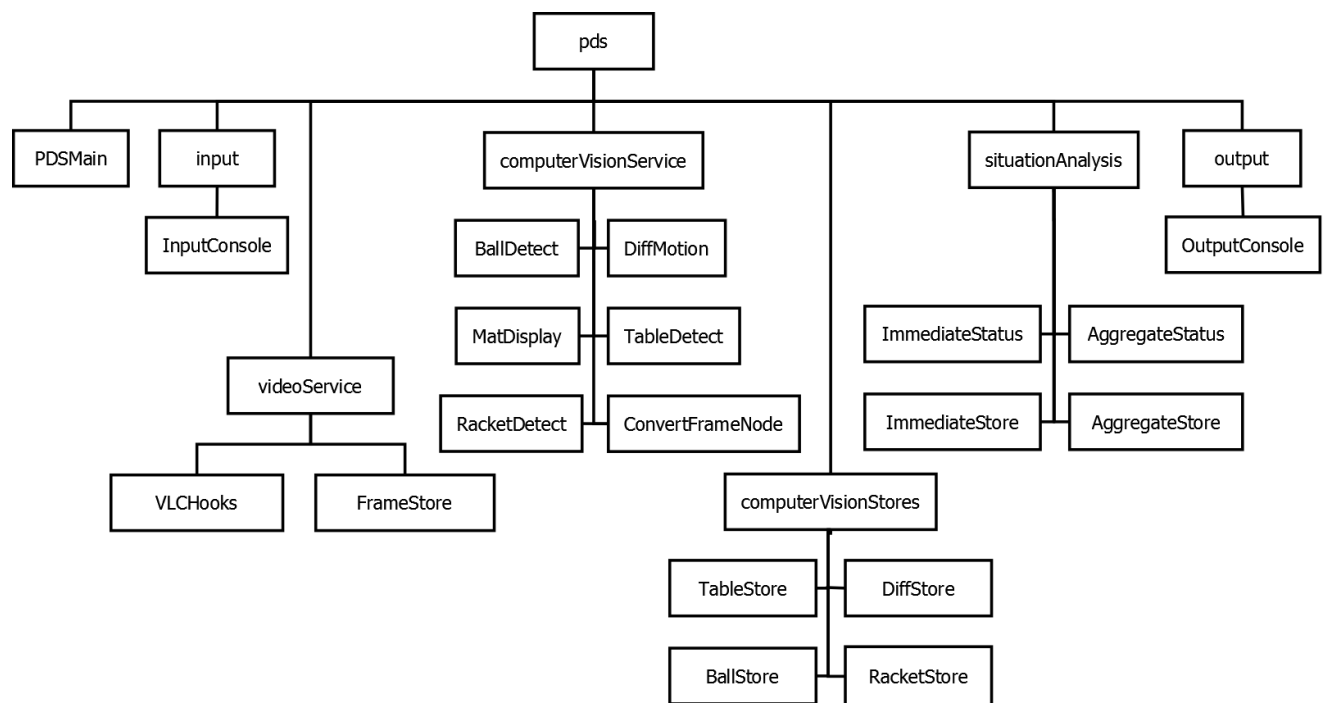 pds
PDSMain
input
computerVisionService
situationAnalysis
output
InputConsole
BallDetect
DiffMotion
OutputConsole
MatDisplay
TableDetect
ImmediateStatus
AggregateStatus
videoService
RacketDetect
ConvertFrameNode
ImmediateStore
AggregateStore
VLCHooks
FrameStore
computerVisionStores
TableStore
DiffStore
BallStore
RacketStore